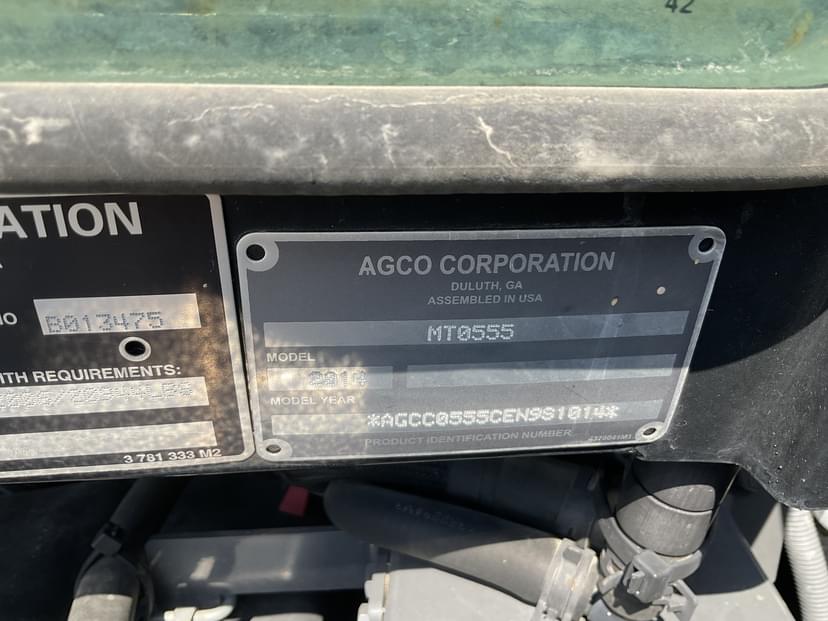 42
ATION
B013475
ITH REQUIREMENTS:
3 781 333 M2
AGCO CORPORATION
DULUTH, GA
ASSEMBLED IN USA
MT0555
MODEL
2014
MODEL YEAR
*AGCC0555CEN9S1014*
PRODUCT IDENTIFICATION NUMBER